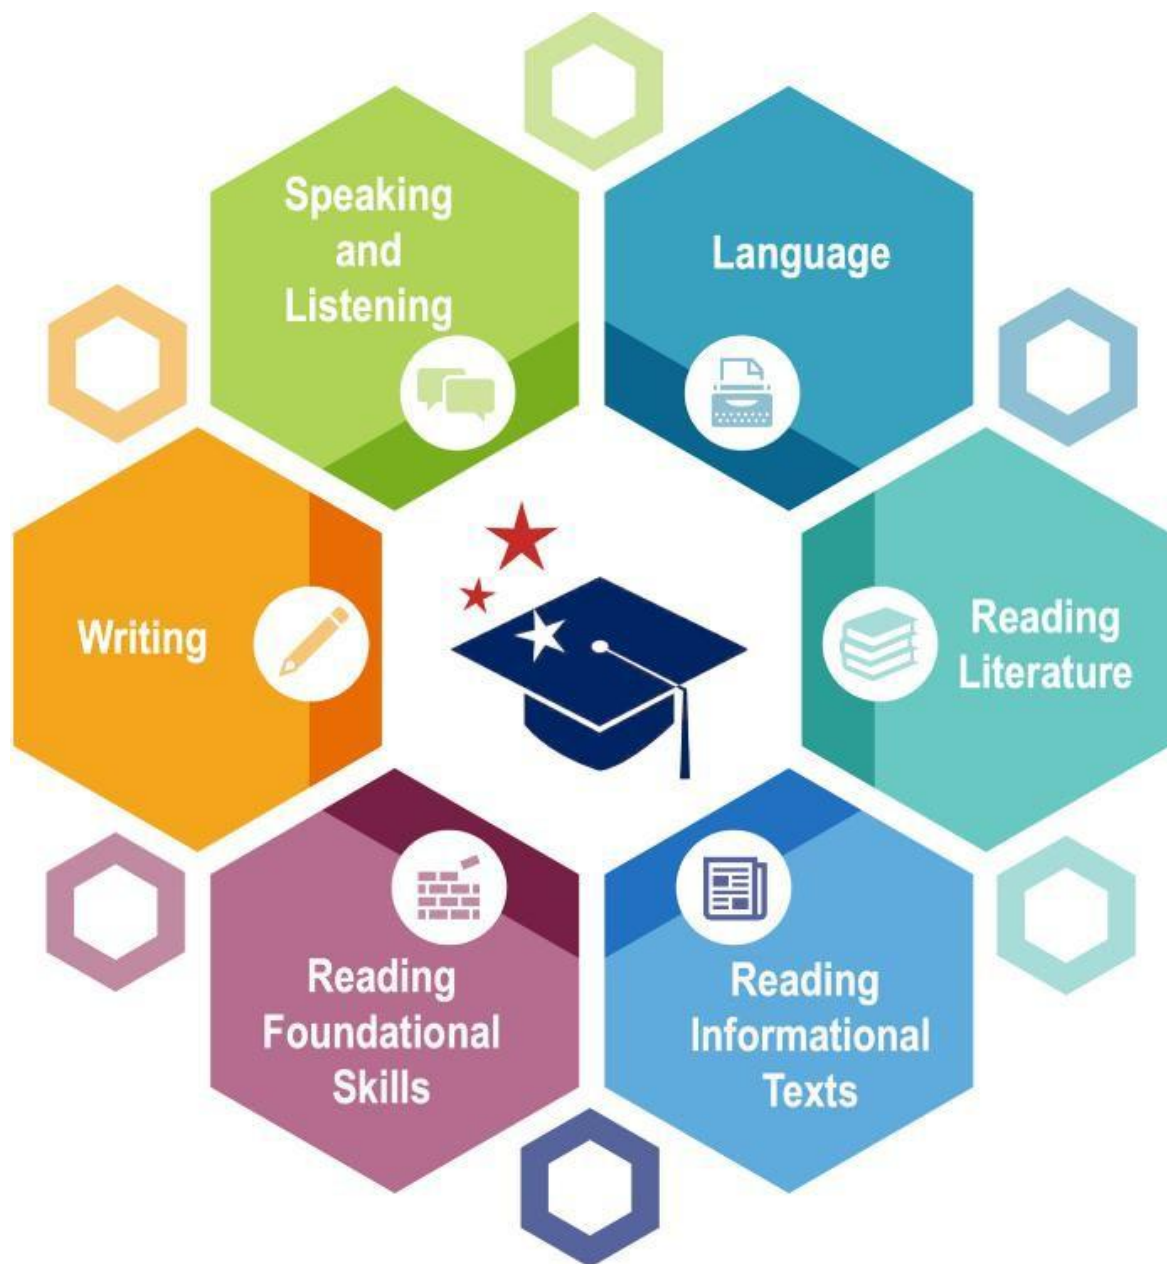 Speaking
and
Listening
Language
Writing
Reading
Literature
Reading
Foundational
Skills
Reading
Informational
Texts